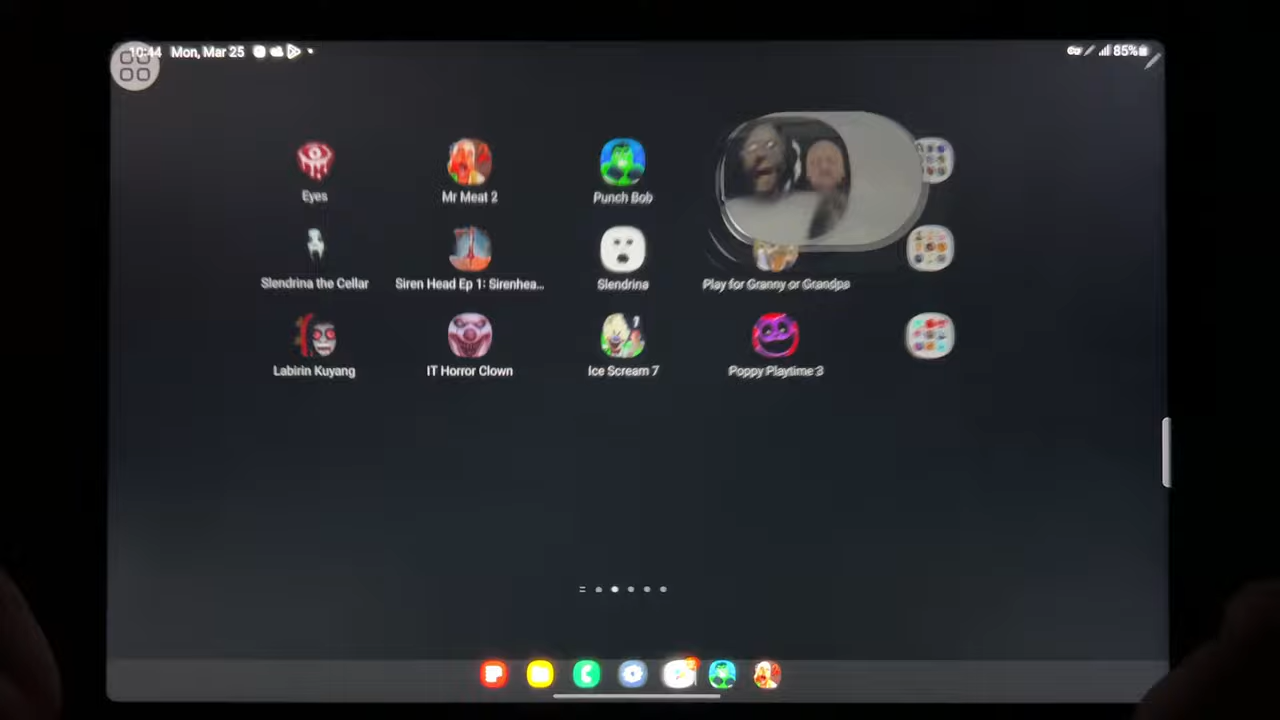 10:44 Mon, Mar 25
85%
Eyes
Mr Meat 2
Punch Bob
Slendrina the Cellar
Siren Head Ep 1: Sirenhea...
Slendrina
Play for Granny or Grandpa
Labirin Kuyang
IT Horror Clown
Ice Scream 7
Poppy Playtime 3